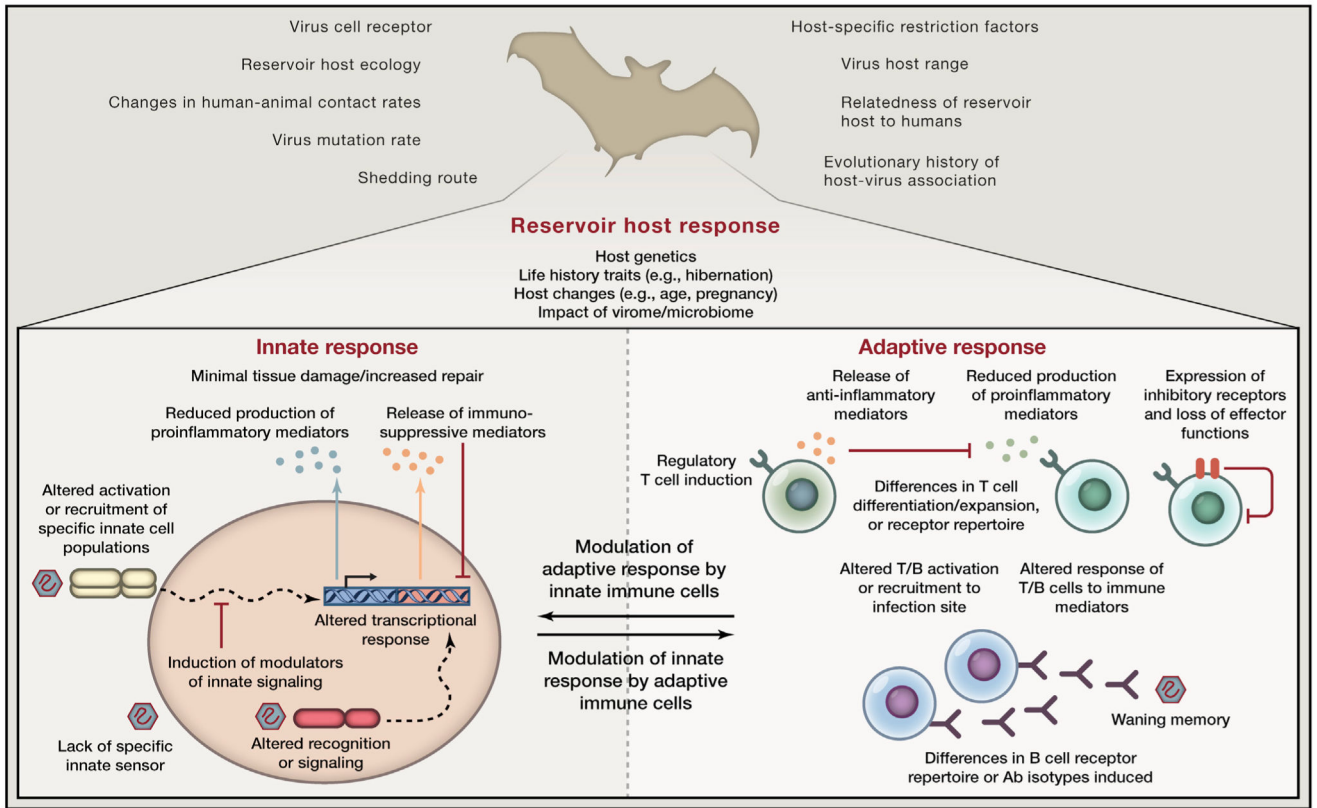 Virus cell receptor
Reservoir host ecology
Changes in human-animal contact rates
Virus mutation rate
Shedding route
Host-specific restriction factors
Virus host range
Relatedness of reservoir
host to humans
Evolutionary history of
host-virus association
Reservoir host response
Host genetics
Life history traits (e.g., hibernation)
Host changes (e.g., age, pregnancy)
Impact of virome/microbiome
Innate response
Minimal tissue damage/increased repair
Reduced production of
proinflammatory mediators
Release of immuno-
suppressive mediators
Altered activation
or recruitment of
specific innate cell
populations
Altered transcriptional
response
Induction of modulators
of innate signaling
Lack of specific
innate sensor
Altered recognition
or signaling
Modulation of
adaptive response by
innate immune cells
Modulation of innate
response by adaptive
immune cells
Adaptive response
Release of
anti-inflammatory
mediators
Reduced production
of proinflammatory
mediators
Expression of
inhibitory receptors
and loss of effector
functions
Regulatory
T cell induction
Differences in T cell
differentiation/expansion,
or receptor repertoire
Altered T/B activation
or recruitment to
infection site
Altered response of
T/B cells to immune
mediators
Waning memory
Differences in B cell receptor
repertoire or Ab isotypes induced